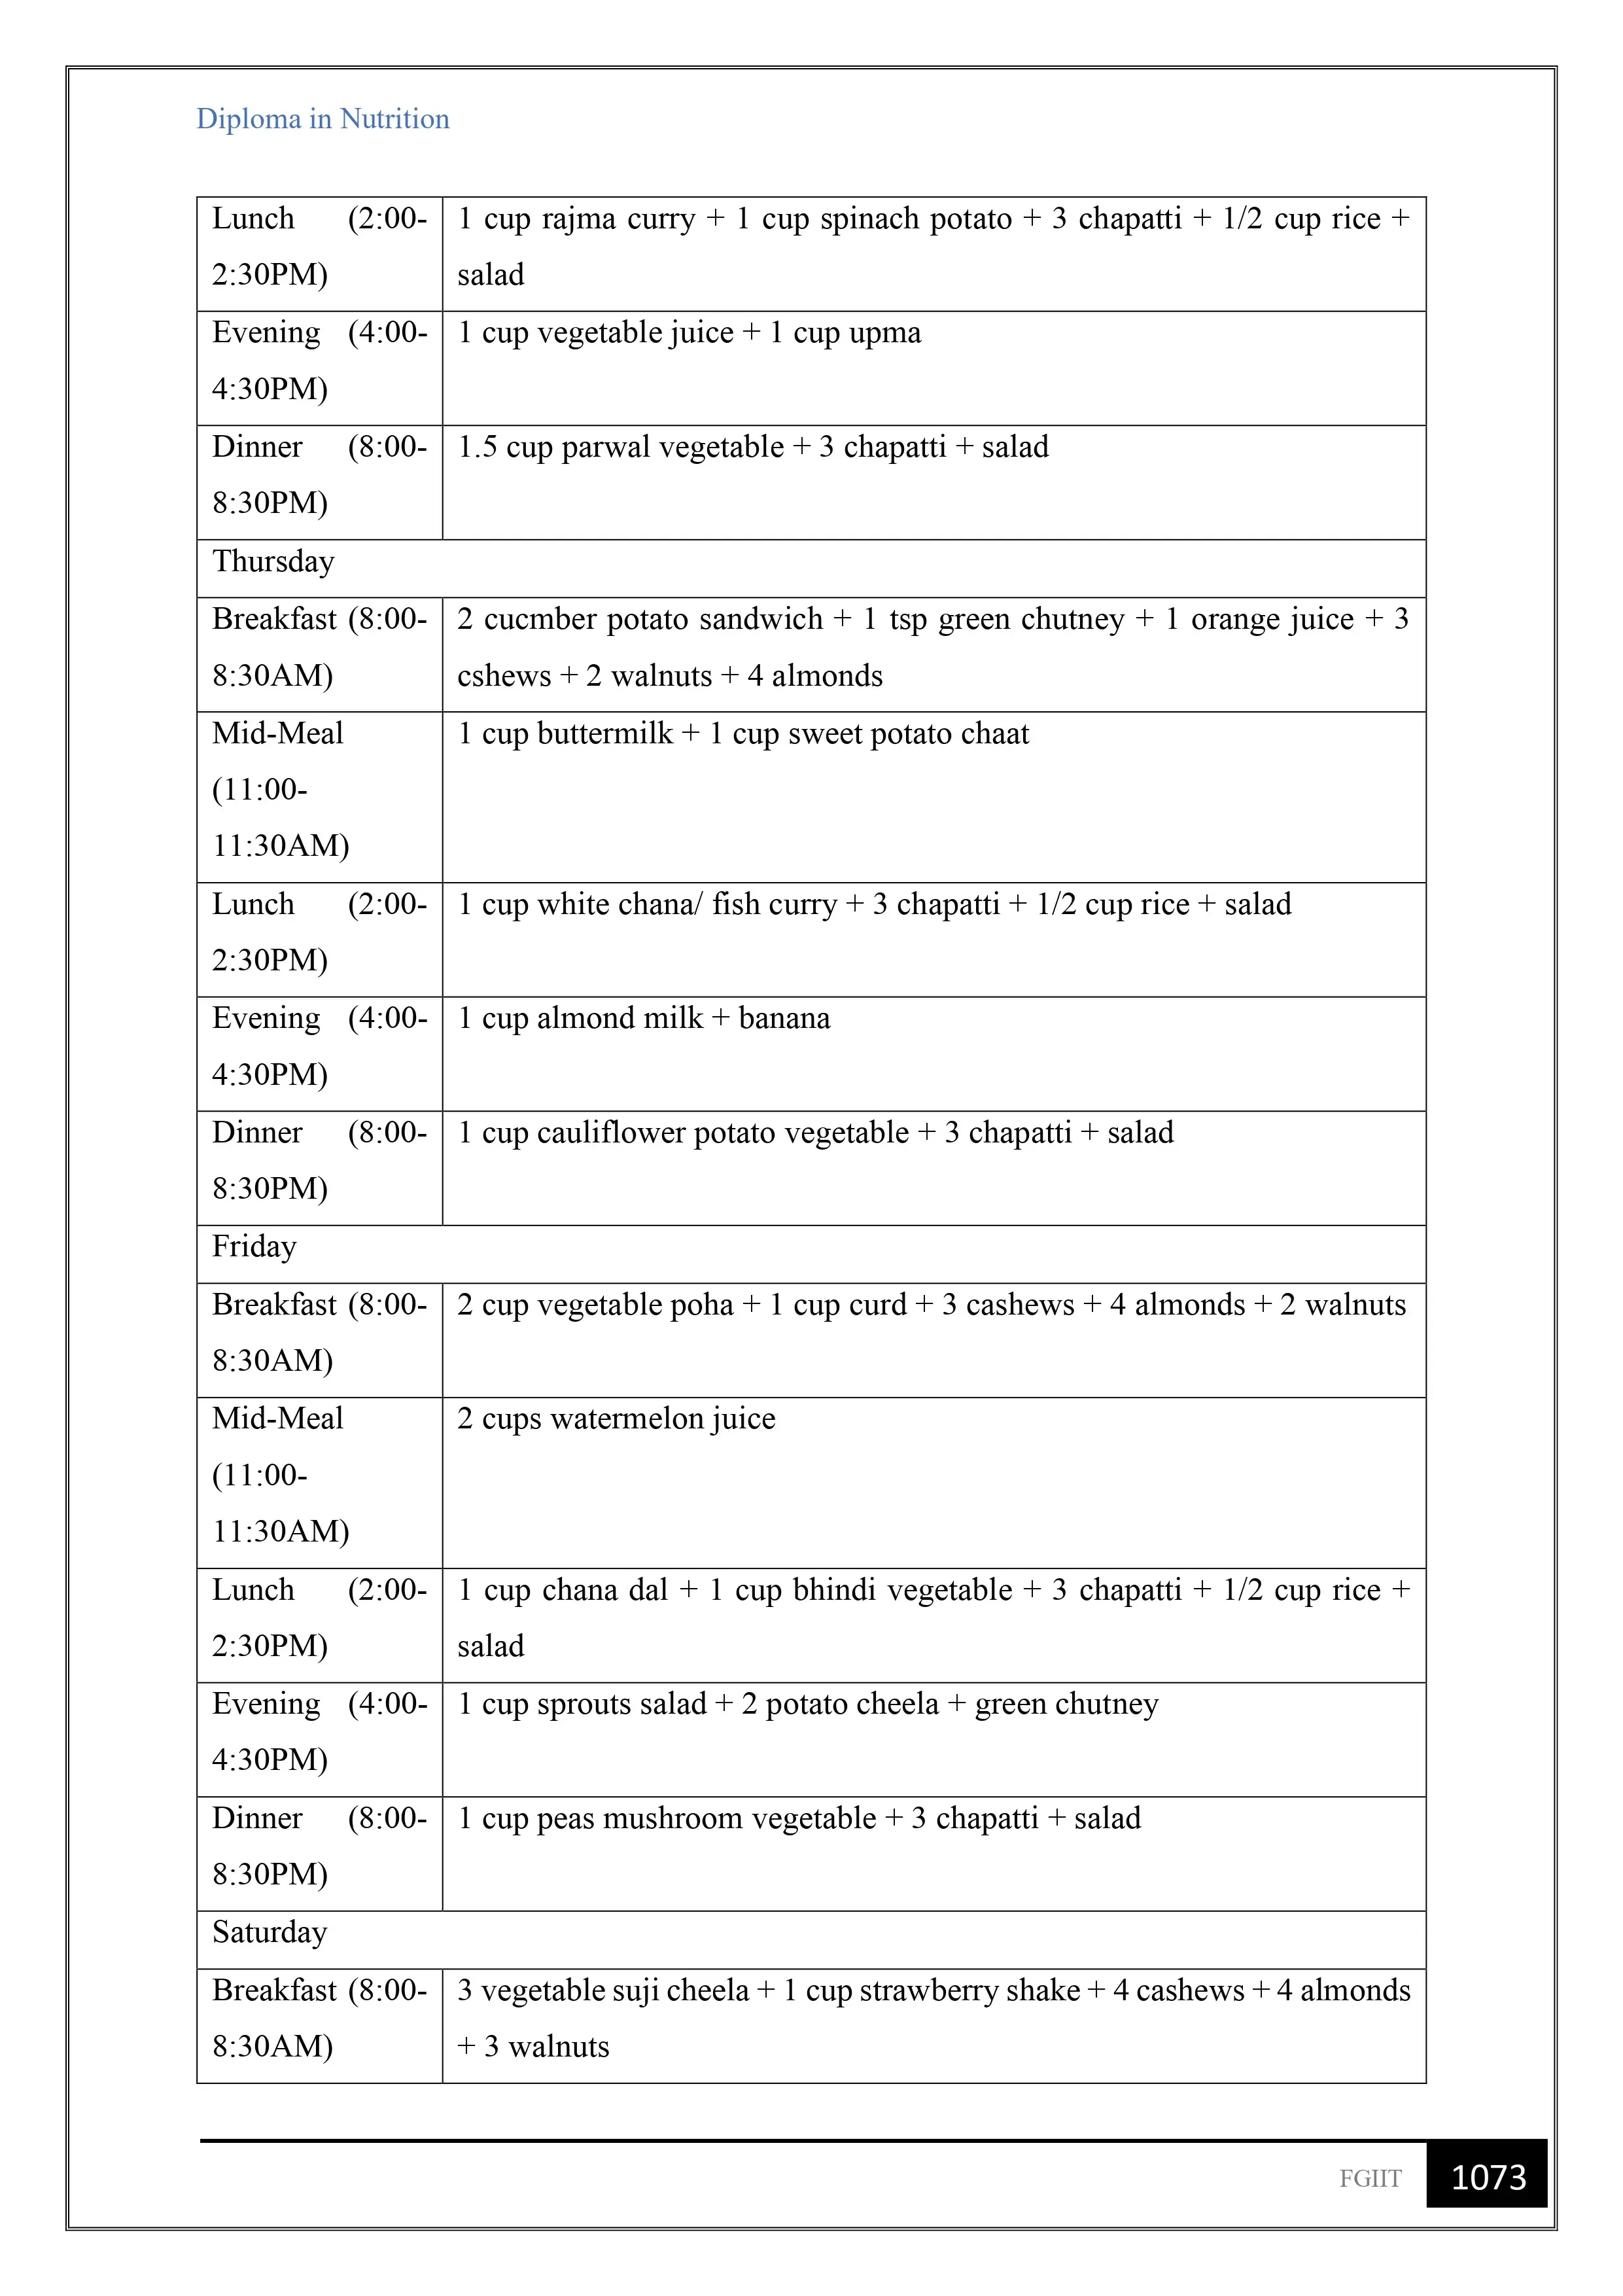 Diploma in Nutrition
Lunch (2:00-
2:30PM)
1 cup rajma curry + 1 cup spinach potato + 3 chapatti + 1/2 cup rice +
salad
Evening (4:00-
4:30PM)
1 cup vegetable juice + 1 cup upma
Dinner (8:00-
8:30PM)
1.5 cup parwal vegetable + 3 chapatti + salad
Thursday
Breakfast (8:00-
8:30AM)
2 cucmber potato sandwich + 1 tsp green chutney + 1 orange juice + 3
cshews + 2 walnuts + 4 almonds
Mid-Meal
(11:00-
11:30AM)
1 cup buttermilk + 1 cup sweet potato chaat
Lunch (2:00-
2:30PM)
1 cup white chana/ fish curry + 3 chapatti + 1/2 cup rice + salad
Evening (4:00-
4:30PM)
1 cup almond milk + banana
Dinner (8:00-
8:30PM)
1 cup cauliflower potato vegetable + 3 chapatti + salad
Friday
Breakfast (8:00-
8:30AM)
2 cup vegetable poha + 1 cup curd + 3 cashews + 4 almonds + 2 walnuts
Mid-Meal
(11:00-
11:30AM)
2 cups watermelon juice
Lunch (2:00-
2:30PM)
1 cup chana dal + 1 cup bhindi vegetable + 3 chapatti + 1/2 cup rice +
salad
Evening (4:00-
4:30PM)
1 cup sprouts salad + 2 potato cheela + green chutney
Dinner (8:00-
8:30PM)
1 cup peas mushroom vegetable + 3 chapatti + salad
Saturday
Breakfast (8:00-
8:30AM)
3 vegetable suji cheela + 1 cup strawberry shake + 4 cashews + 4 almonds
+ 3 walnuts
FGIIT 1073